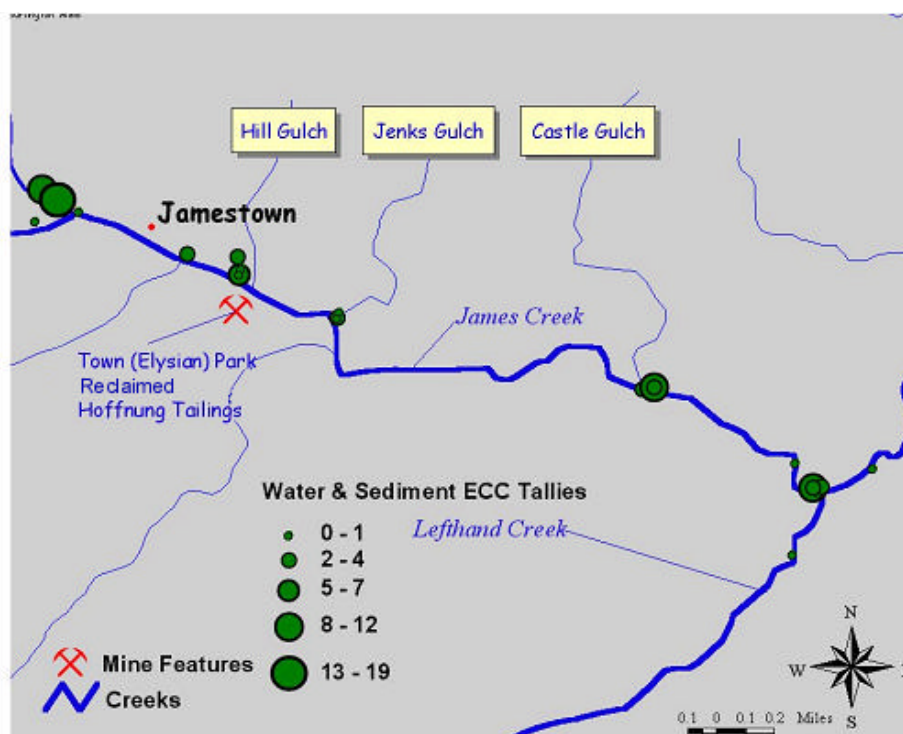 Hill Gulch
Jenks Gulch
Castle Gulch
Jamestown
James Creek
Town (Elysian) Park
Reclaimed
Hoffnung Tailings
Water & Sediment ECC Tallies
Lefthand Creek
0 - 1
2 - 4
5 - 7
8 - 12
13 - 19
Mine Features
Creeks
N
W
S
0.1 0 0.1 0.2 Miles